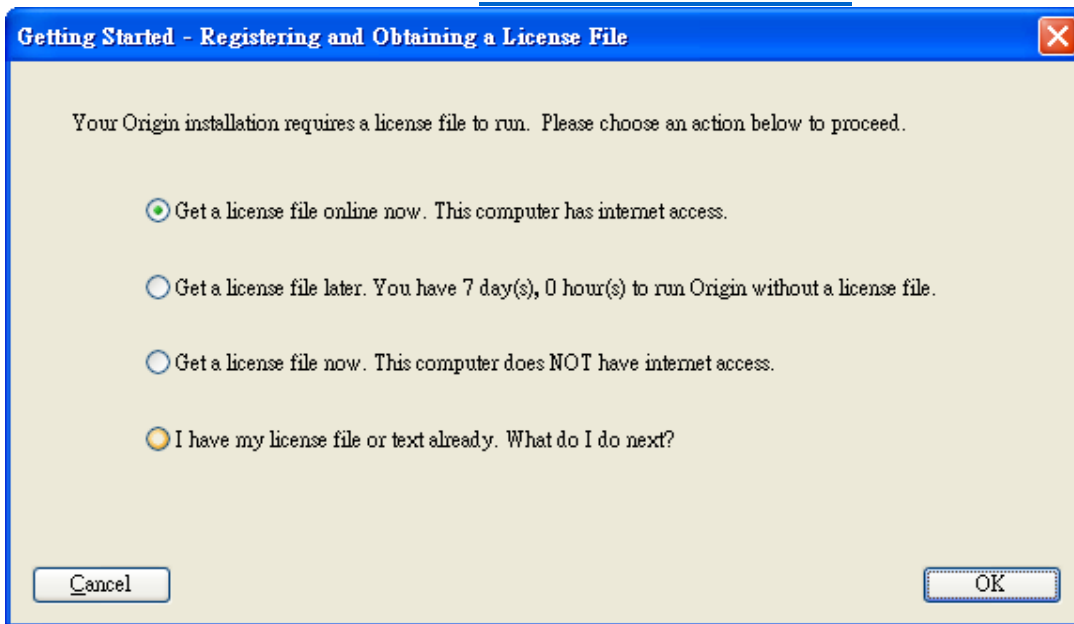 Getting Started - Registering and Obtaining a License File
Your Origin installation requires a license file to run. Please choose an action below to proceed.
Get a license file online now. This computer has internet access.
Get a license file later. You have 7 day(s), 0 hour(s) to run Origin without a license file.
Get a license file now. This computer does NOT have internet access.
I have my license file or text already. What do I do next?
Cancel
OK